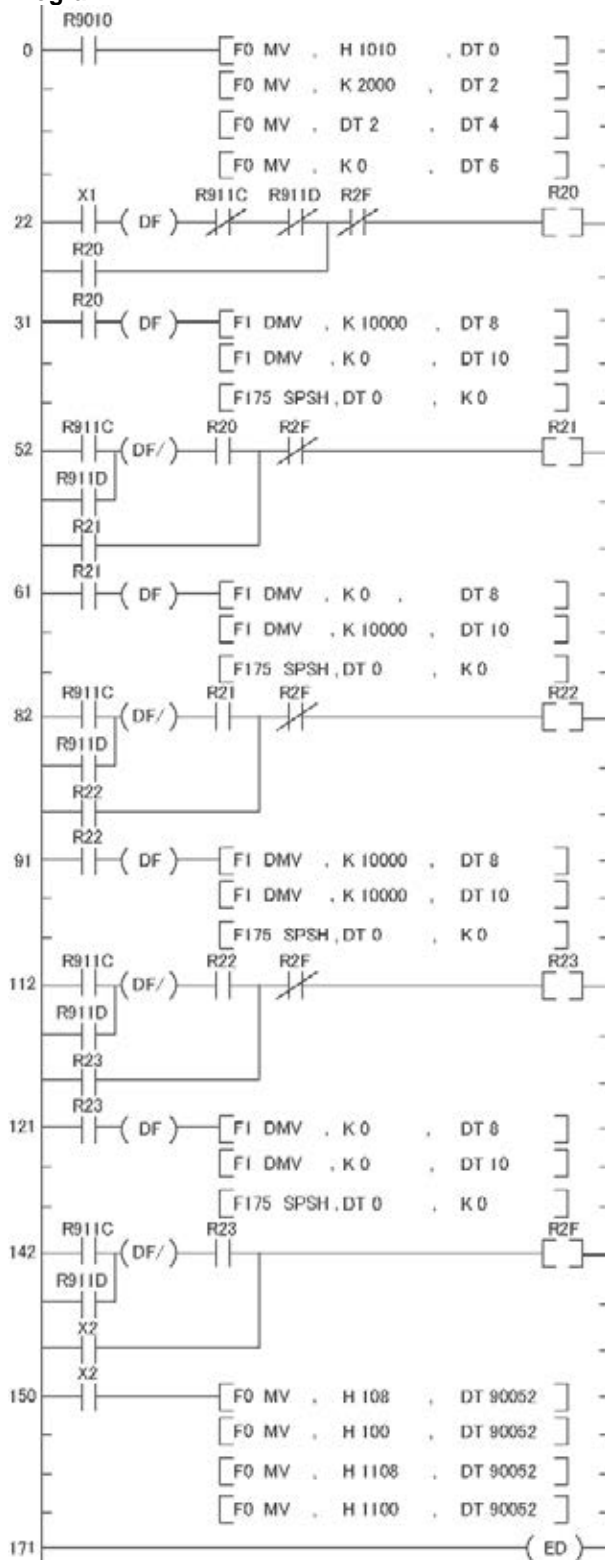 R9010
0 F0 MV , H 1010 , DT 0
F0 MV , K 2000 , DT 2
F0 MV , DT 2 , DT 4
F0 MV , K 0 , DT 6
X1 R911C R911D R2F R20
22 ( DF )
R20
R20
31 ( DF ) F1 DMV , K 10000 , DT 8
F1 DMV , K 0 , DT 10
F175 SPSH , DT 0 , K 0
R911C R20 R2F R21
52 (DF/)
R911D
R21
R21
61 ( DF ) F1 DMV , K 0 , DT 8
F1 DMV , K 10000 , DT 10
F175 SPSH , DT 0 , K 0
R911C R21 R2F R22
82 (DF/)
R911D
R22
R22
91 ( DF ) F1 DMV , K 10000 , DT 8
F1 DMV , K 10000 , DT 10
F175 SPSH , DT 0 , K 0
R911C R22 R2F R23
112 (DF/)
R911D
R23
R23
121 ( DF ) F1 DMV , K 0 , DT 8
F1 DMV , K 0 , DT 10
F175 SPSH , DT 0 , K 0
R911C R23 R2F
142 (DF/)
R911D
X2
X2
150 F0 MV , H 108 , DT 90052
F0 MV , H 100 , DT 90052
F0 MV , H 1108 , DT 90052
F0 MV , H 1100 , DT 90052
171 ( ED )